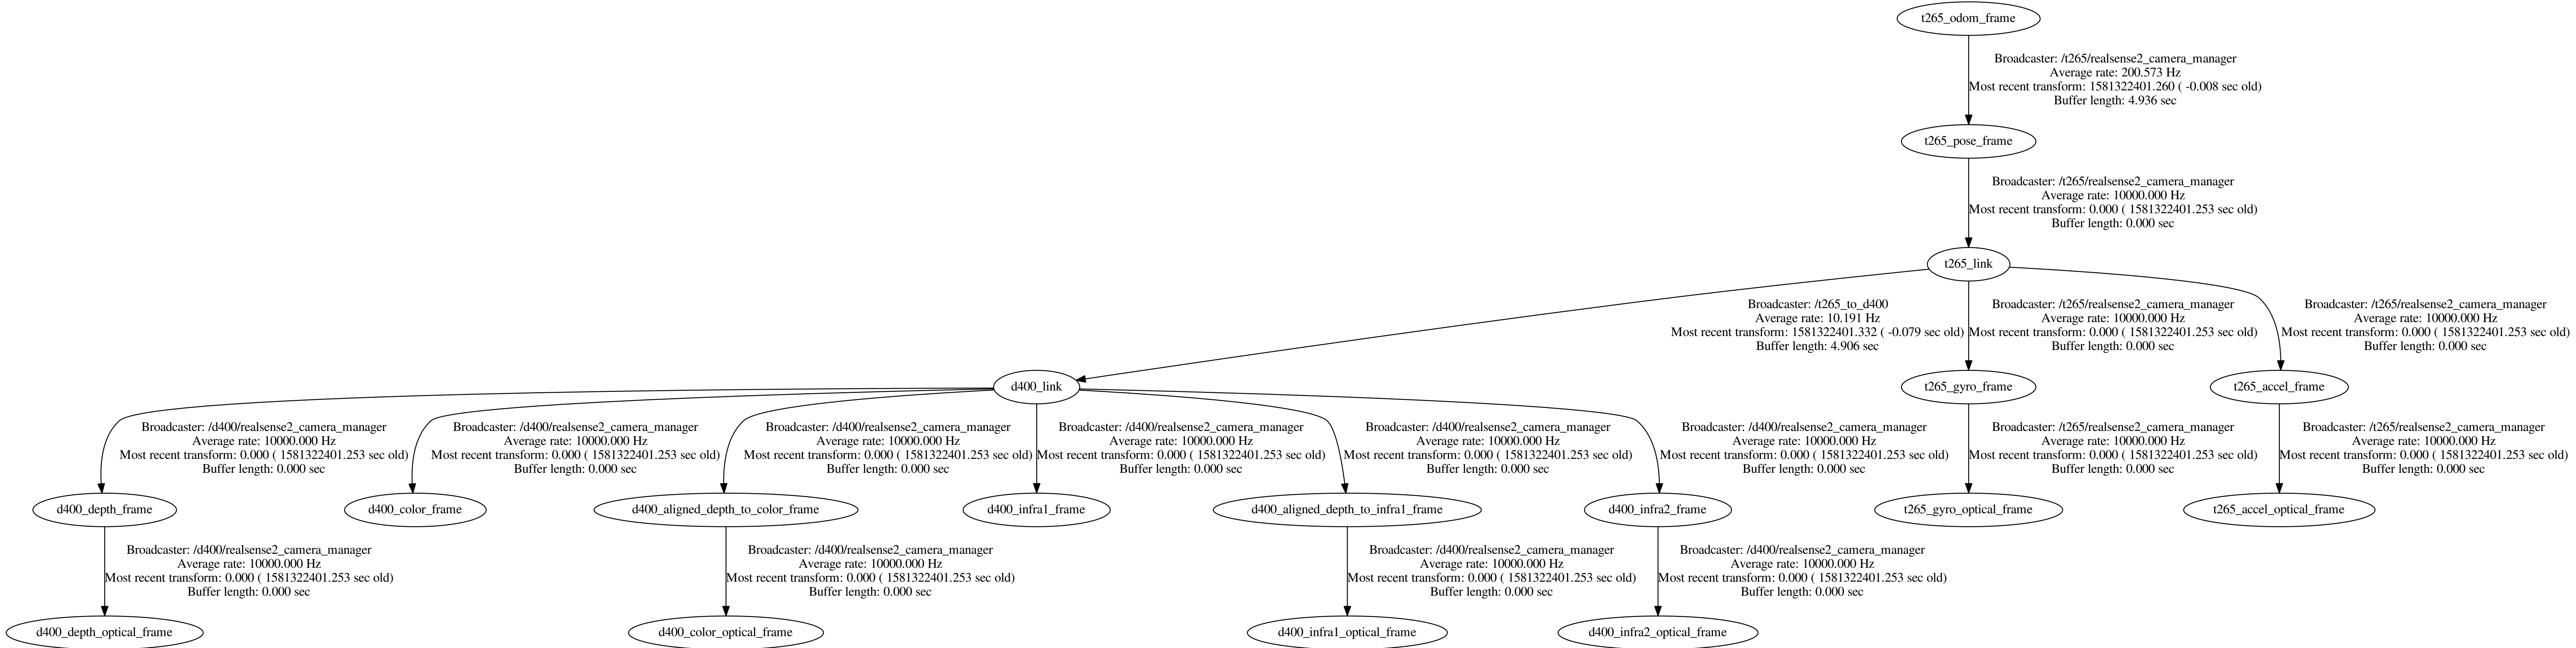 t265_odom_frame
Broadcaster: /t265/realsense2_camera_manager
Average rate: 200.573 Hz
Most recent transform: 1581322401.260 ( -0.008 sec old)
Buffer length: 4.936 sec
t265_pose_frame
Broadcaster: /t265/realsense2_camera_manager
Average rate: 10000.000 Hz
Most recent transform: 0.000 ( 1581322401.253 sec old)
Buffer length: 0.000 sec
t265_link
Broadcaster: /t265_to_d400
Average rate: 10.191 Hz
Most recent transform: 1581322401.332 ( -0.079 sec old)
Buffer length: 4.906 sec
Broadcaster: /t265/realsense2_camera_manager
Average rate: 10000.000 Hz
Most recent transform: 0.000 ( 1581322401.253 sec old)
Buffer length: 0.000 sec
Broadcaster: /t265/realsense2_camera_manager
Average rate: 10000.000 Hz
Most recent transform: 0.000 ( 1581322401.253 sec old)
Buffer length: 0.000 sec
d400_link
t265_gyro_frame
t265_accel_frame
Broadcaster: /d400/realsense2_camera_manager
Average rate: 10000.000 Hz
Most recent transform: 0.000 ( 1581322401.253 sec old)
Buffer length: 0.000 sec
Broadcaster: /d400/realsense2_camera_manager
Average rate: 10000.000 Hz
Most recent transform: 0.000 ( 1581322401.253 sec old)
Buffer length: 0.000 sec
Broadcaster: /d400/realsense2_camera_manager
Average rate: 10000.000 Hz
Most recent transform: 0.000 ( 1581322401.253 sec old)
Buffer length: 0.000 sec
Broadcaster: /d400/realsense2_camera_manager
Average rate: 10000.000 Hz
Most recent transform: 0.000 ( 1581322401.253 sec old)
Buffer length: 0.000 sec
Broadcaster: /d400/realsense2_camera_manager
Average rate: 10000.000 Hz
Most recent transform: 0.000 ( 1581322401.253 sec old)
Buffer length: 0.000 sec
Broadcaster: /d400/realsense2_camera_manager
Average rate: 10000.000 Hz
Most recent transform: 0.000 ( 1581322401.253 sec old)
Buffer length: 0.000 sec
Broadcaster: /t265/realsense2_camera_manager
Average rate: 10000.000 Hz
Most recent transform: 0.000 ( 1581322401.253 sec old)
Buffer length: 0.000 sec
Broadcaster: /t265/realsense2_camera_manager
Average rate: 10000.000 Hz
Most recent transform: 0.000 ( 1581322401.253 sec old)
Buffer length: 0.000 sec
d400_depth_frame
d400_color_frame
d400_aligned_depth_to_color_frame
d400_infra1_frame
d400_aligned_depth_to_infra1_frame
d400_infra2_frame
t265_gyro_optical_frame
t265_accel_optical_frame
Broadcaster: /d400/realsense2_camera_manager
Average rate: 10000.000 Hz
Most recent transform: 0.000 ( 1581322401.253 sec old)
Buffer length: 0.000 sec
Broadcaster: /d400/realsense2_camera_manager
Average rate: 10000.000 Hz
Most recent transform: 0.000 ( 1581322401.253 sec old)
Buffer length: 0.000 sec
Broadcaster: /d400/realsense2_camera_manager
Average rate: 10000.000 Hz
Most recent transform: 0.000 ( 1581322401.253 sec old)
Buffer length: 0.000 sec
Broadcaster: /d400/realsense2_camera_manager
Average rate: 10000.000 Hz
Most recent transform: 0.000 ( 1581322401.253 sec old)
Buffer length: 0.000 sec
d400_depth_optical_frame
d400_color_optical_frame
d400_infra1_optical_frame
d400_infra2_optical_frame